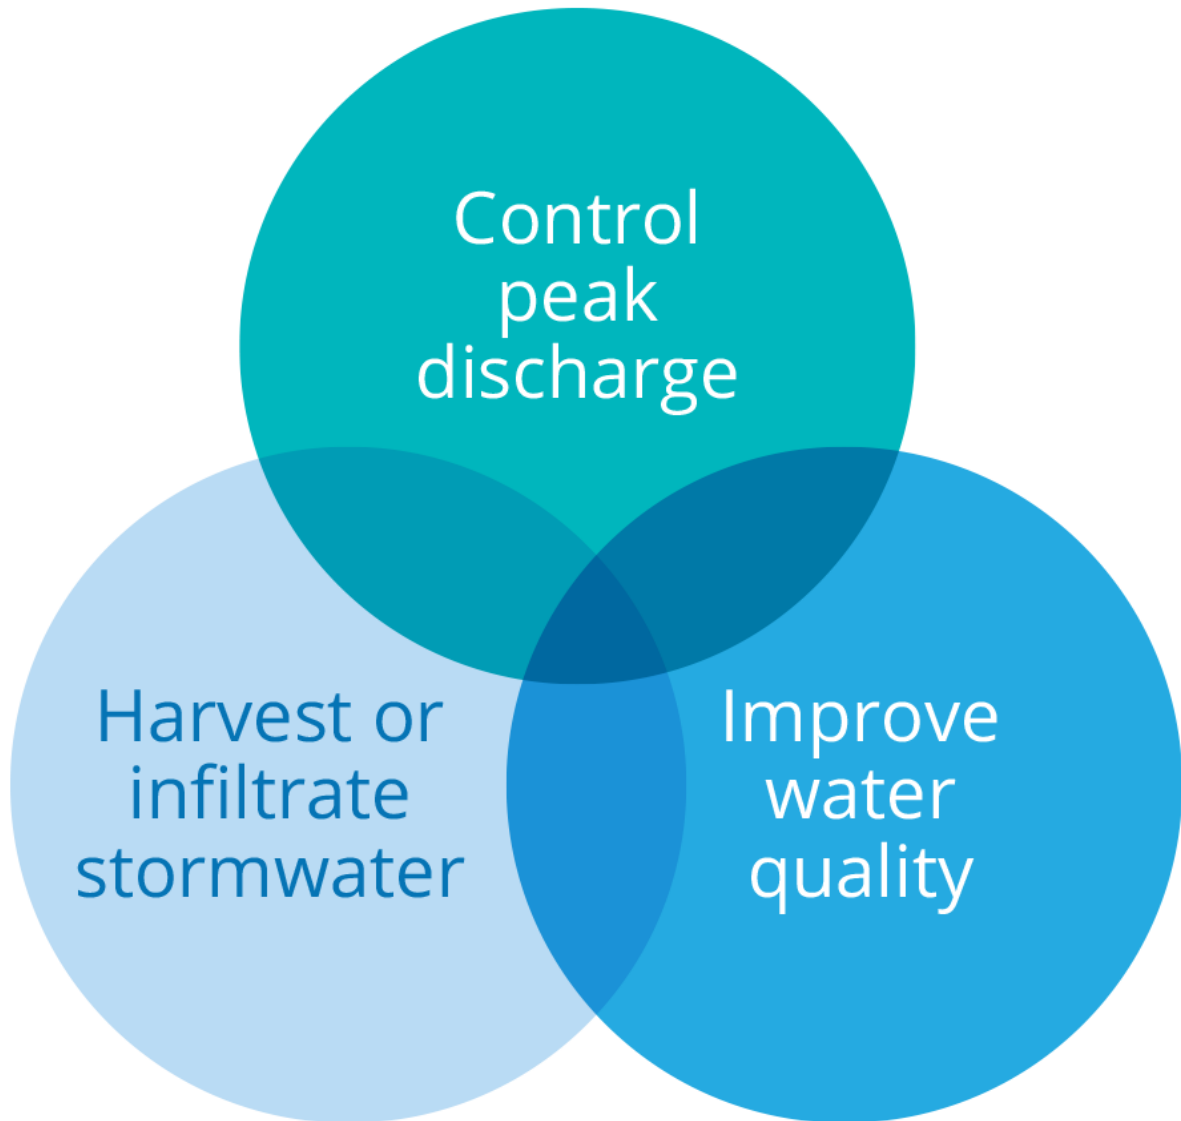 Control
peak
discharge
Harvest or
infiltrate
stormwater
Improve
water
quality